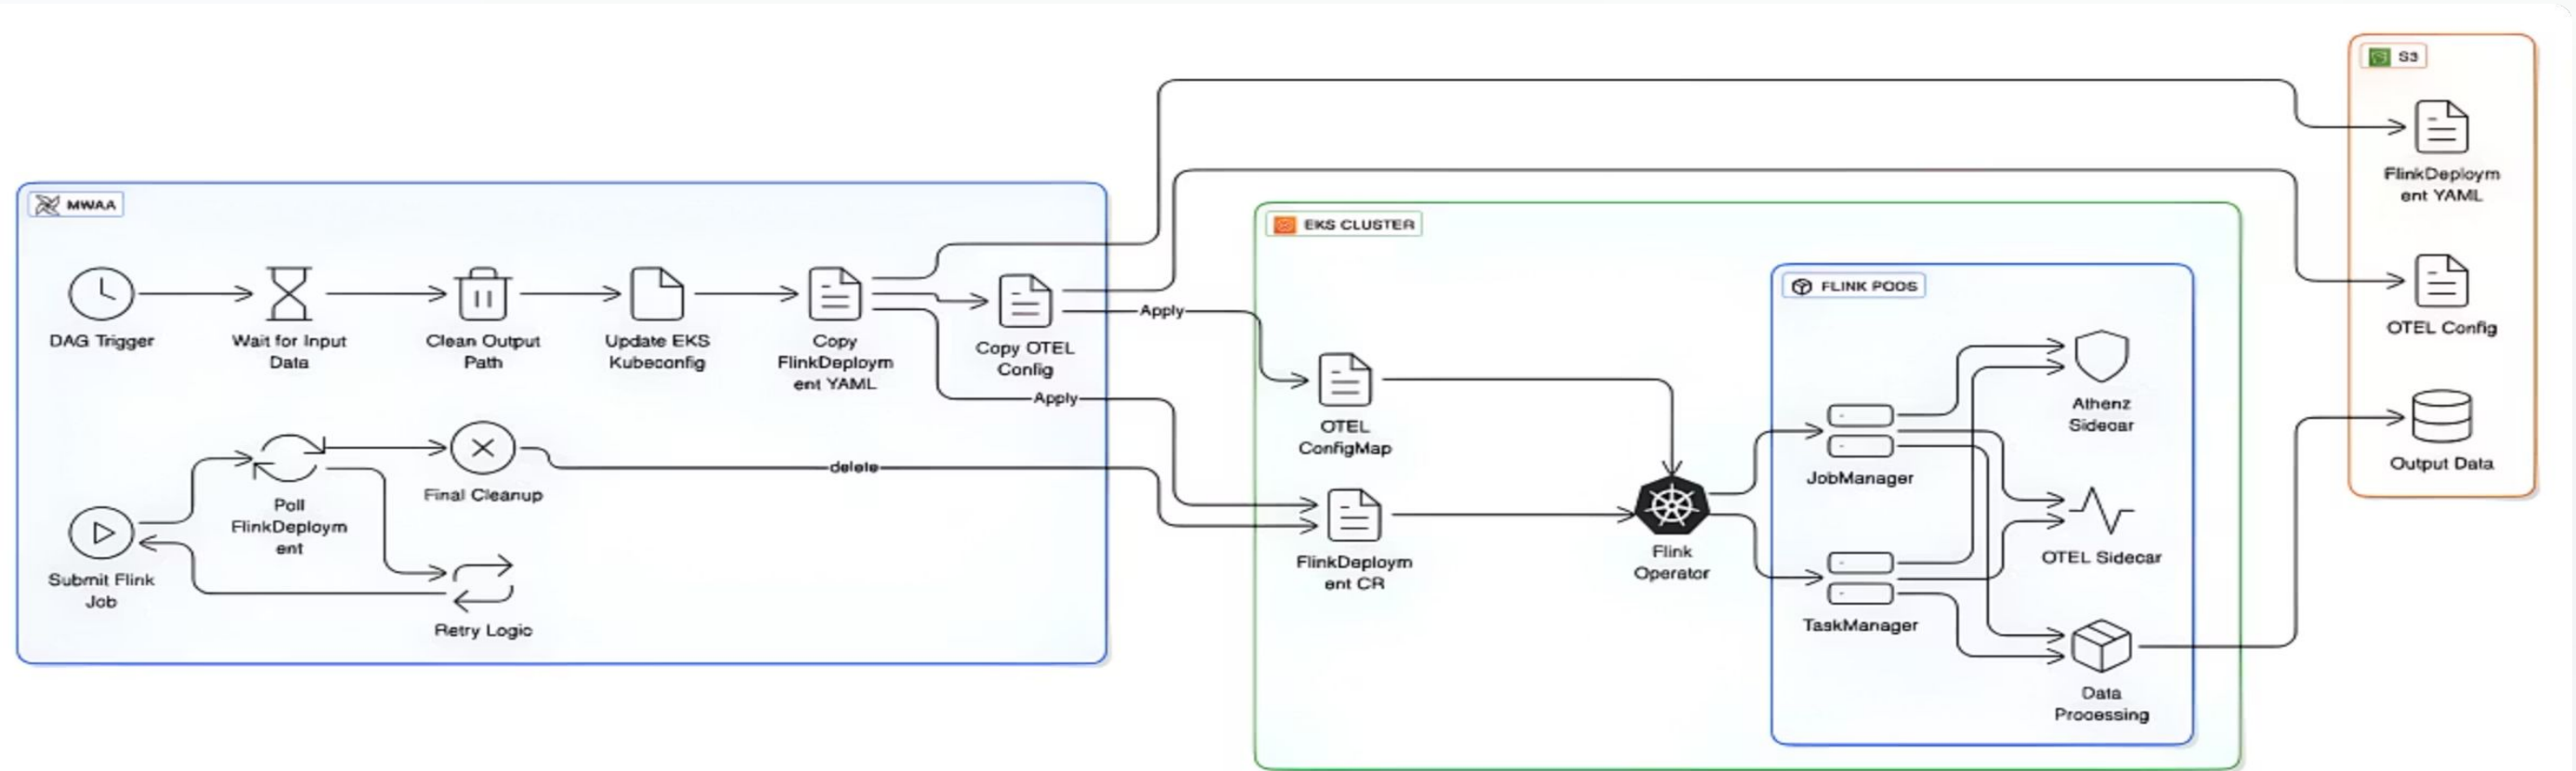 MWAA
DAG Trigger
Wait for Input
Data
Clean Output
Path
Update EKS
Kubeconfig
Copy
FlinkDeploym
ent YAML
Copy OTEL
Config
Apply
Apply
Poll
FlinkDeploym
ent
Final Cleanup
delete
Submit Flink
Job
Retry Logic
EKS CLUSTER
OTEL
ConfigMap
FlinkDeploym
ent CR
Flink
Operator
FLINK PODS
JobManager
TaskManager
Athenz
Sidecar
OTEL Sidecar
Data
Processing
S3
FlinkDeploym
ent YAML
OTEL Config
Output Data